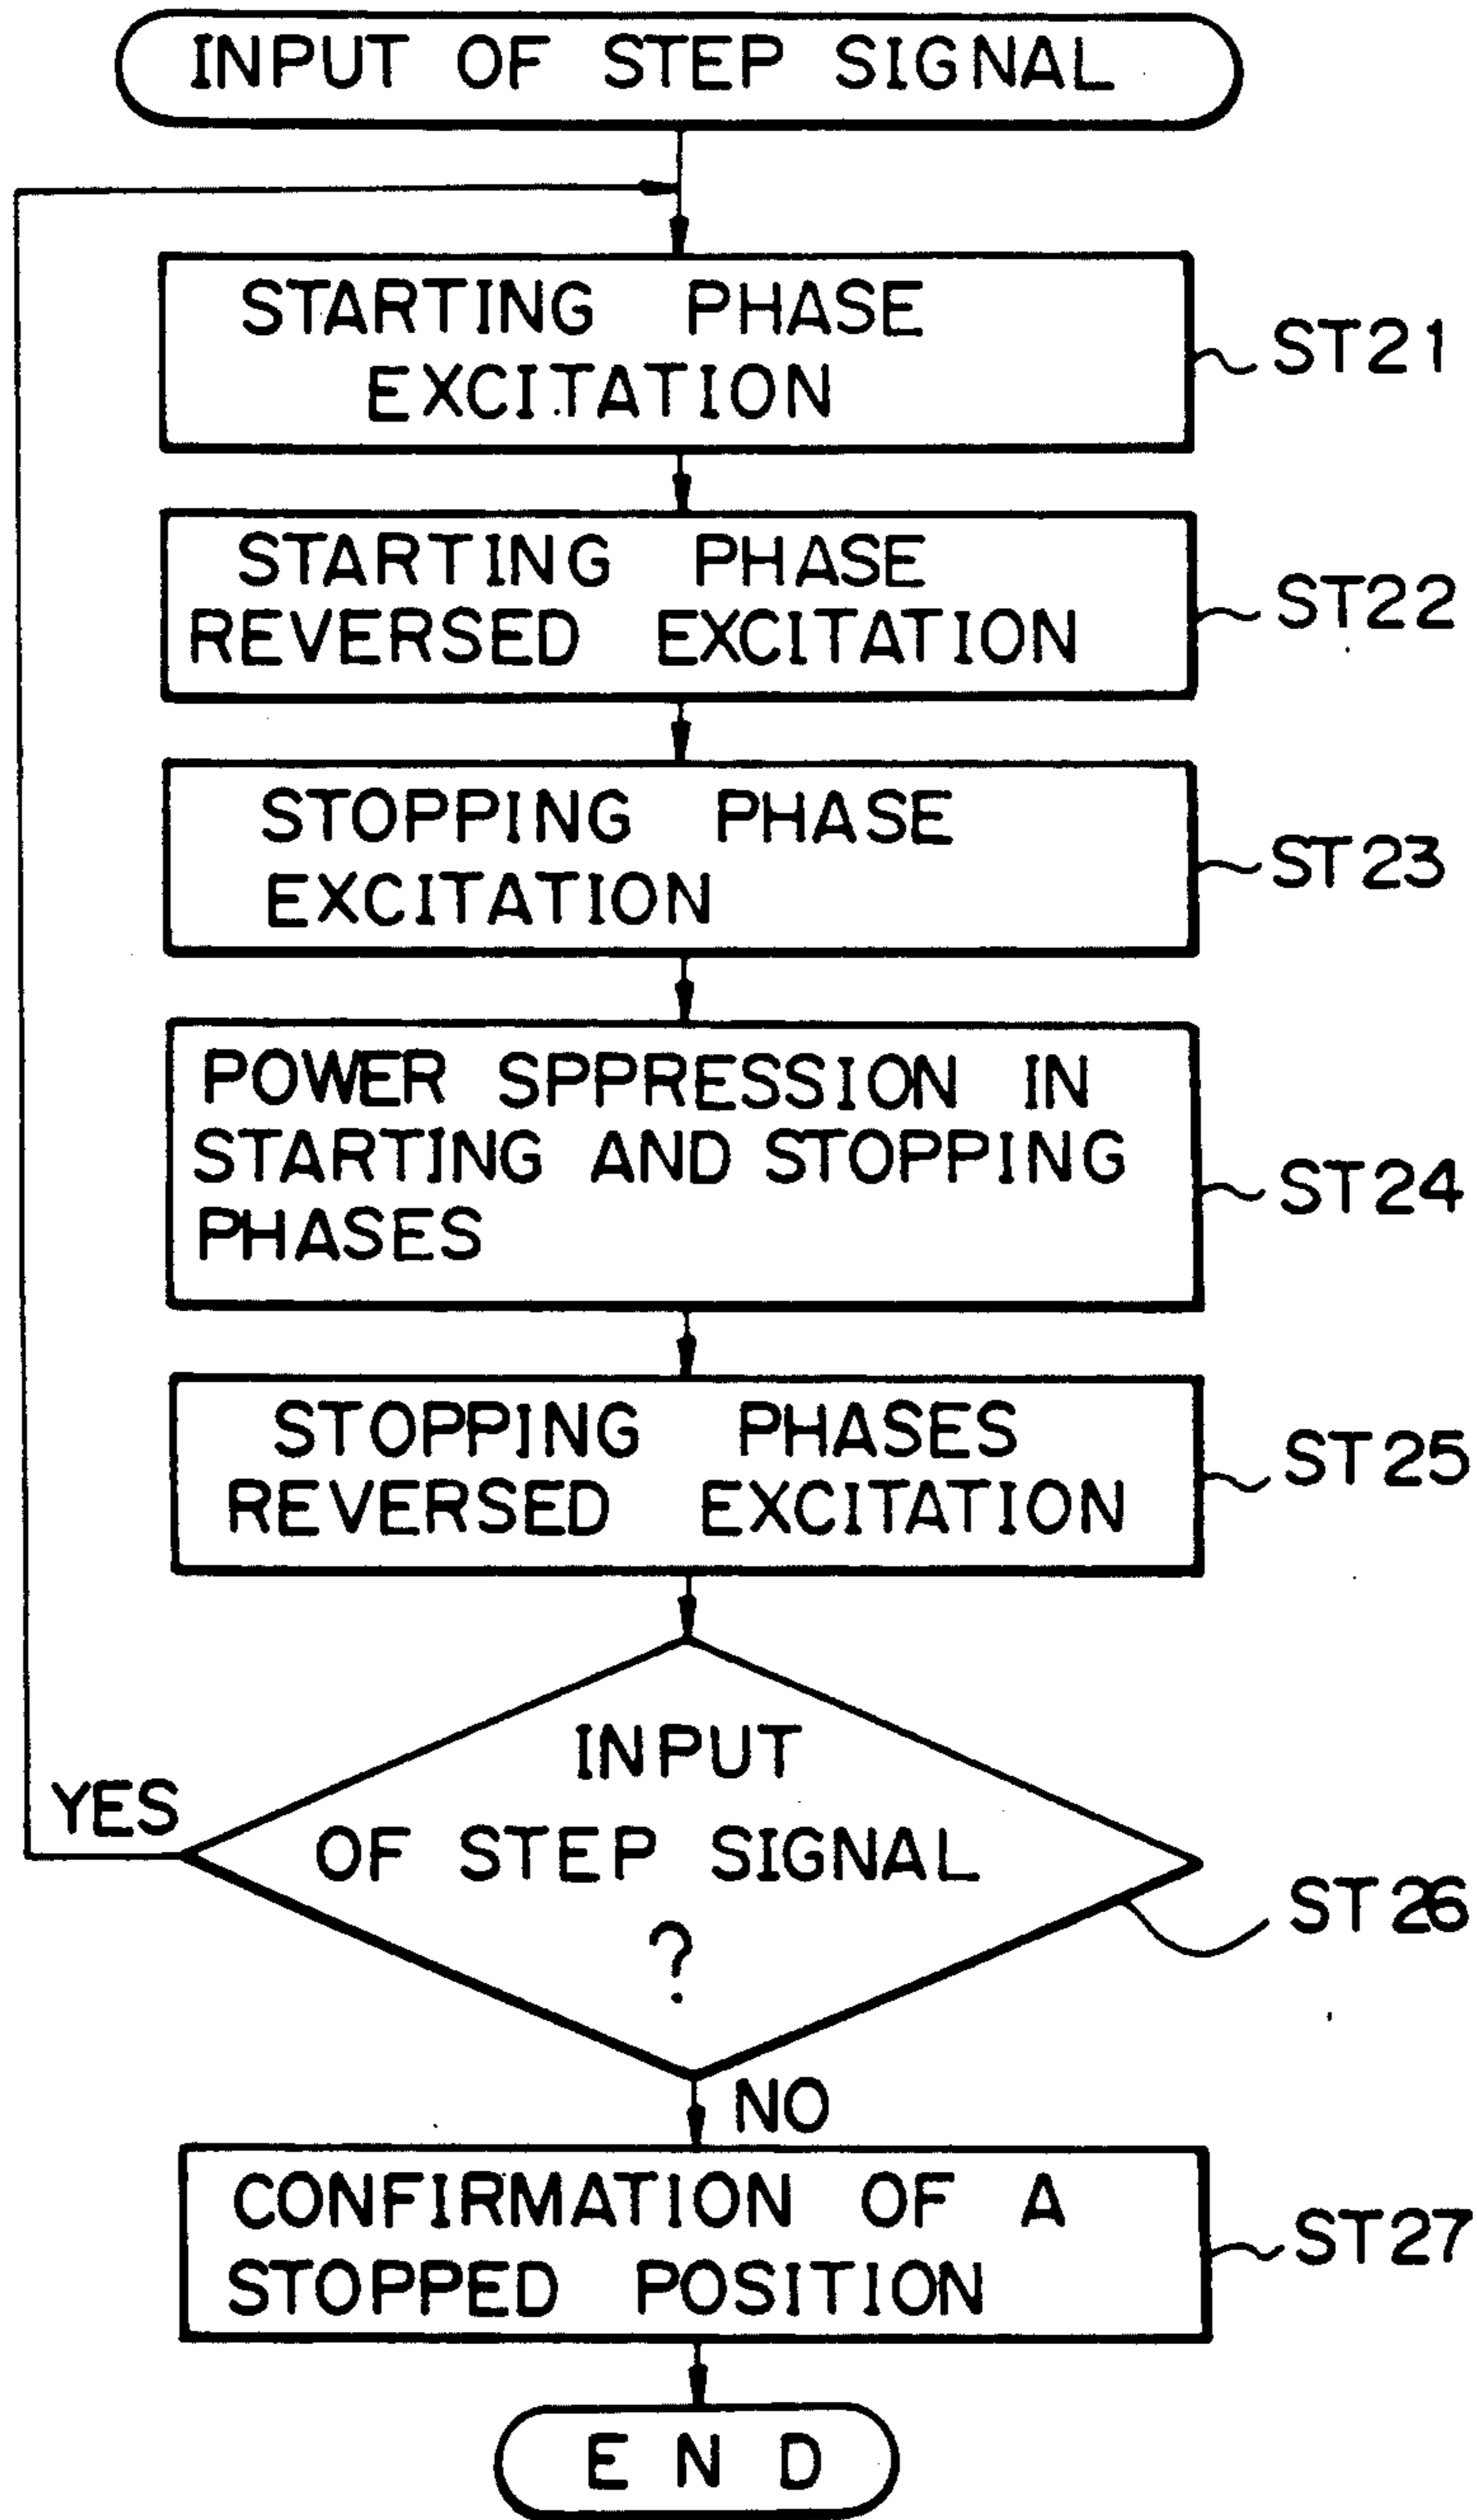 INPUT OF STEP SIGNAL
STARTING PHASE
EXCITATION
ST21
STARTING PHASE
REVERSED EXCITATION
ST22
STOPPING PHASE
EXCITATION
ST23
POWER SPPRESSION IN
STARTING AND STOPPING
PHASES
ST24
STOPPING PHASES
REVERSED EXCITATION
ST25
INPUT
OF STEP SIGNAL
?
YES
ST26
NO
CONFIRMATION OF A
STOPPED POSITION
ST27
END